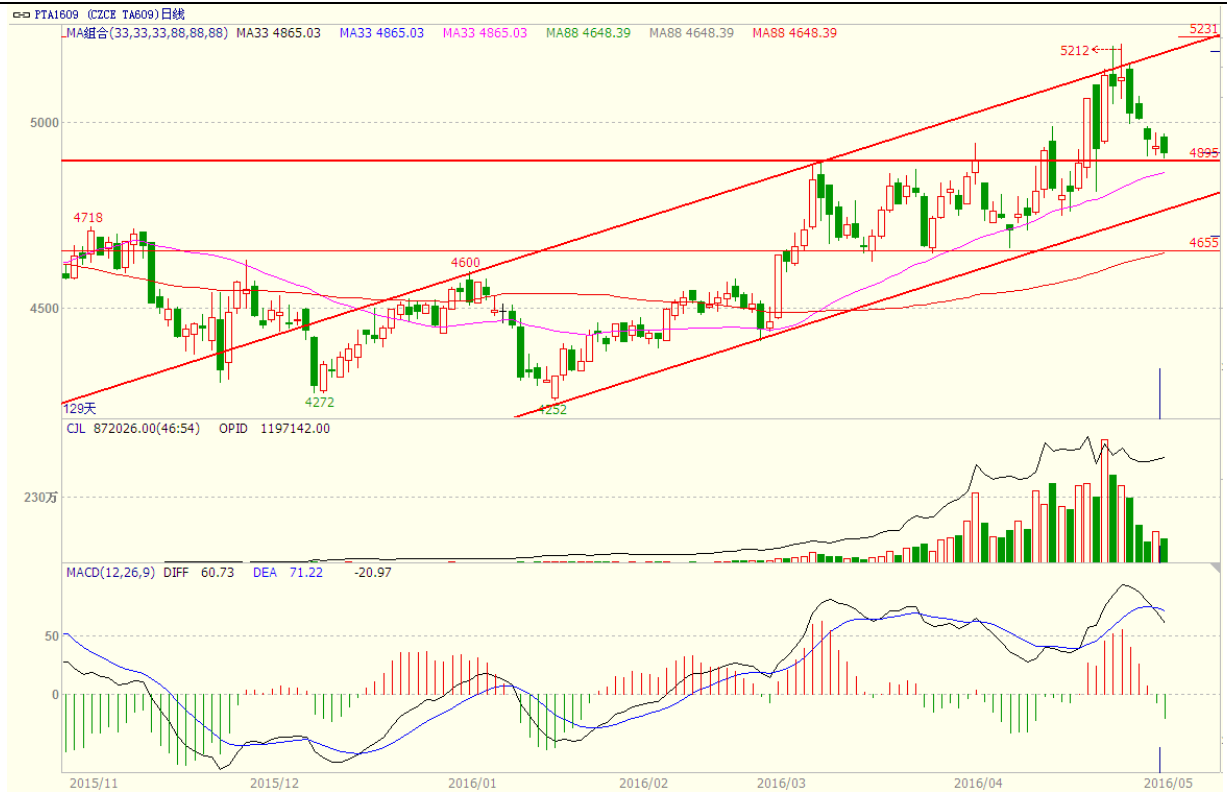 PTA1609 (CZCE TA609)日线
MA组合(33,33,33,88,88,88) MA33 4865.03 MA33 4865.03 MA33 4865.03 MA88 4648.39 MA88 4648.39 MA88 4648.39
5231
5212
5000
4895
4718
4655
4600
4500
4272
4252
129天
CJL 872026.00(46:54) OPID 1197142.00
230万
MACD(12,26,9) DIFF 60.73 DEA 71.22 -20.97
50
0
2015/11 2015/12 2016/01 2016/02 2016/03 2016/04 2016/05